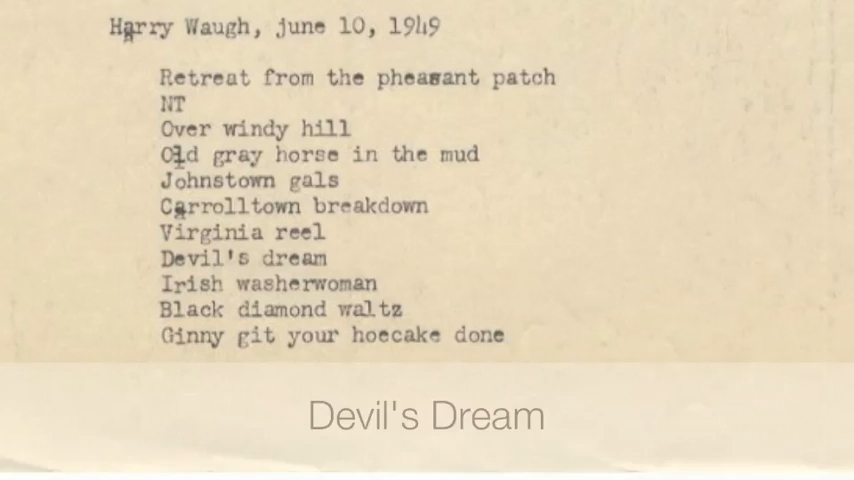 Harry Waugh, june 10, 1949
Retreat from the pheasant patch
NT
Over windy hill
Old gray horse in the mud
Johnstown gals
Carrolltown breakdown
Virginia reel
Devil's dream
Irish washerwoman
Black diamond waltz
Ginny git your hoecake done
Devil's Dream